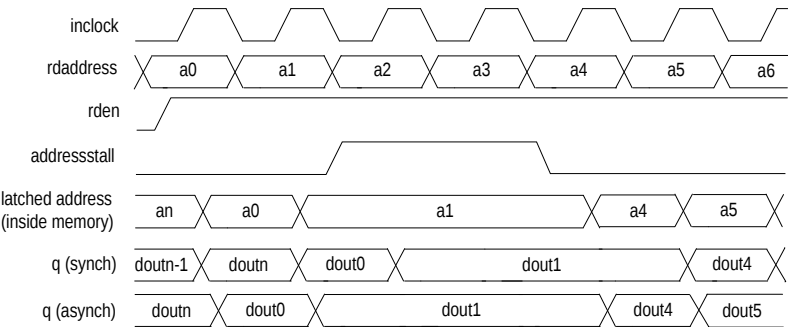 inclock
rdaddress a0 a1 a2 a3 a4 a5 a6
rden
addressstall
latched address
(inside memory) an a0 a1 a4 a5
q (synch) doutn-1 doutn dout0 dout1 dout4
q (asynch) doutn dout0 dout1 dout4 dout5